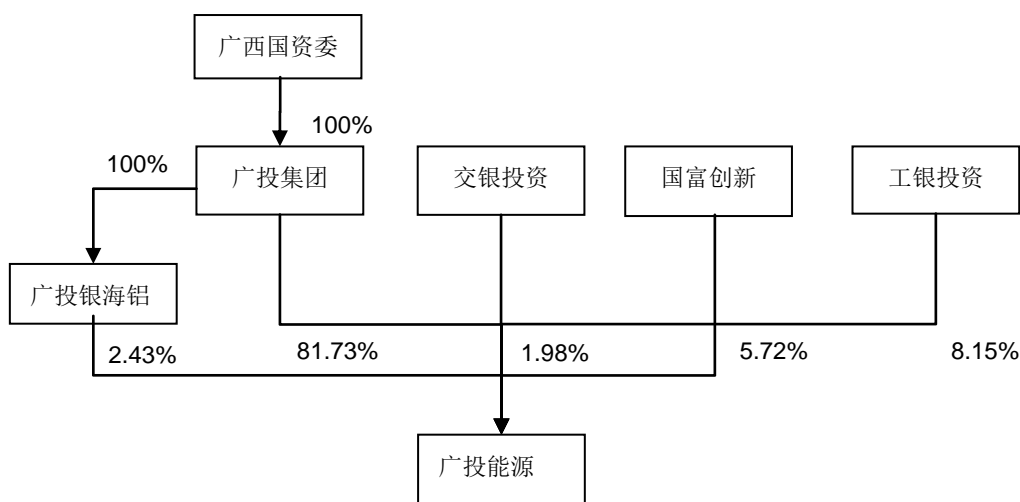 广西国资委
100%
100%
广投集团
交银投资
国富创新
工银投资
广投银海铝
2.43%
81.73%
1.98%
5.72%
8.15%
广投能源